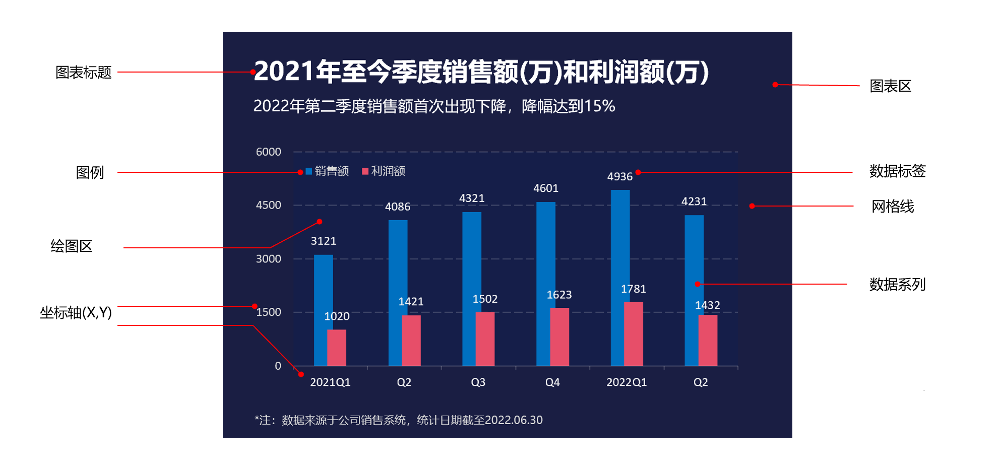 图表标题
2021年至今季度销售额(万)和利润额(万)
图表区
2022年第二季度销售额首次出现下降，降幅达到15%
6000
图例
销售额 利润额
数据标签
4936
4601
4321
4231
4086
4500
网格线
3121
绘图区
3000
数据系列
1781
1623
1502
1421
1432
1020
坐标轴(X,Y)
1500
0
2021Q1 Q2 Q3 Q4 2022Q1 Q2
*注：数据来源于公司销售系统，统计日期截至2022.06.30